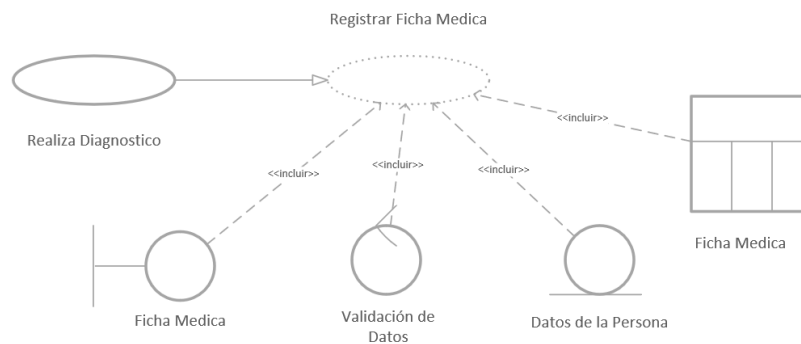 Registrar Ficha Medica
Realiza Diagnostico
<<incluir>>
<<incluir>>
<<incluir>>
<<incluir>>
Ficha Medica
Ficha Medica
Validación de
Datos
Datos de la Persona